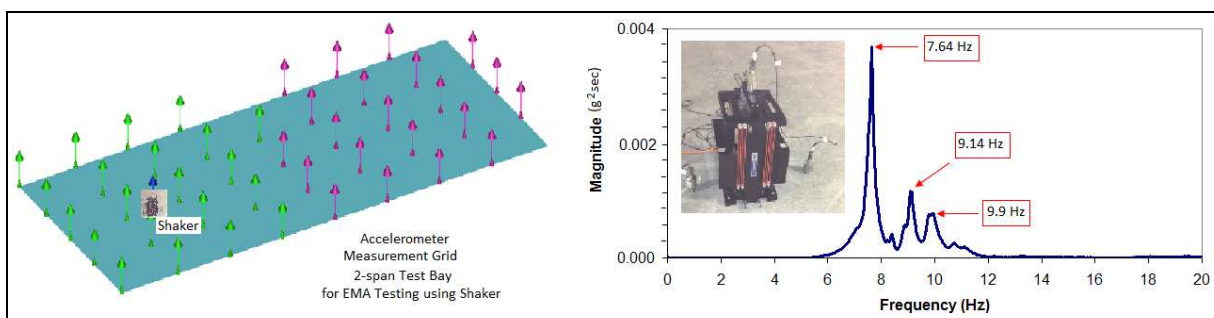 Shaker
Accelerometer
Measurement Grid
2-span Test Bay
for EMA Testing using Shaker
Magnitude (g²sec)
0.004
0.002
0.000
7.64 Hz
9.14 Hz
9.9 Hz
0 2 4 6 8 10 12 14 16 18 20
Frequency (Hz)